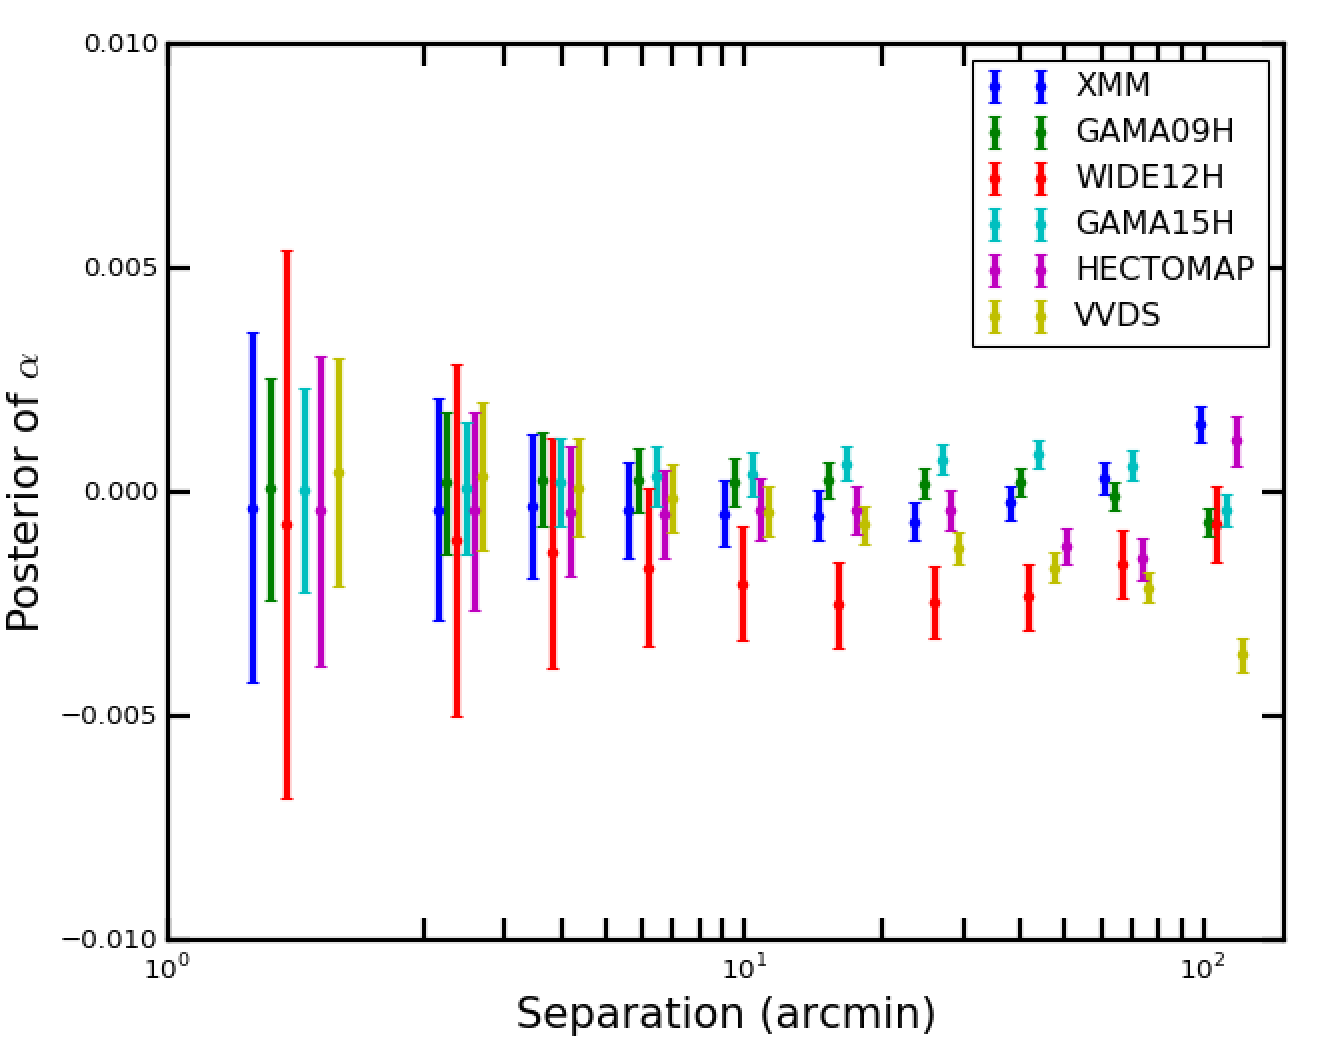 0.010
0.005
0.000
−0.005
−0.010
Posterior of α
XMM
GAMA09H
WIDE12H
GAMA15H
HECTOMAP
VVDS
10⁰
10¹
10²
Separation (arcmin)